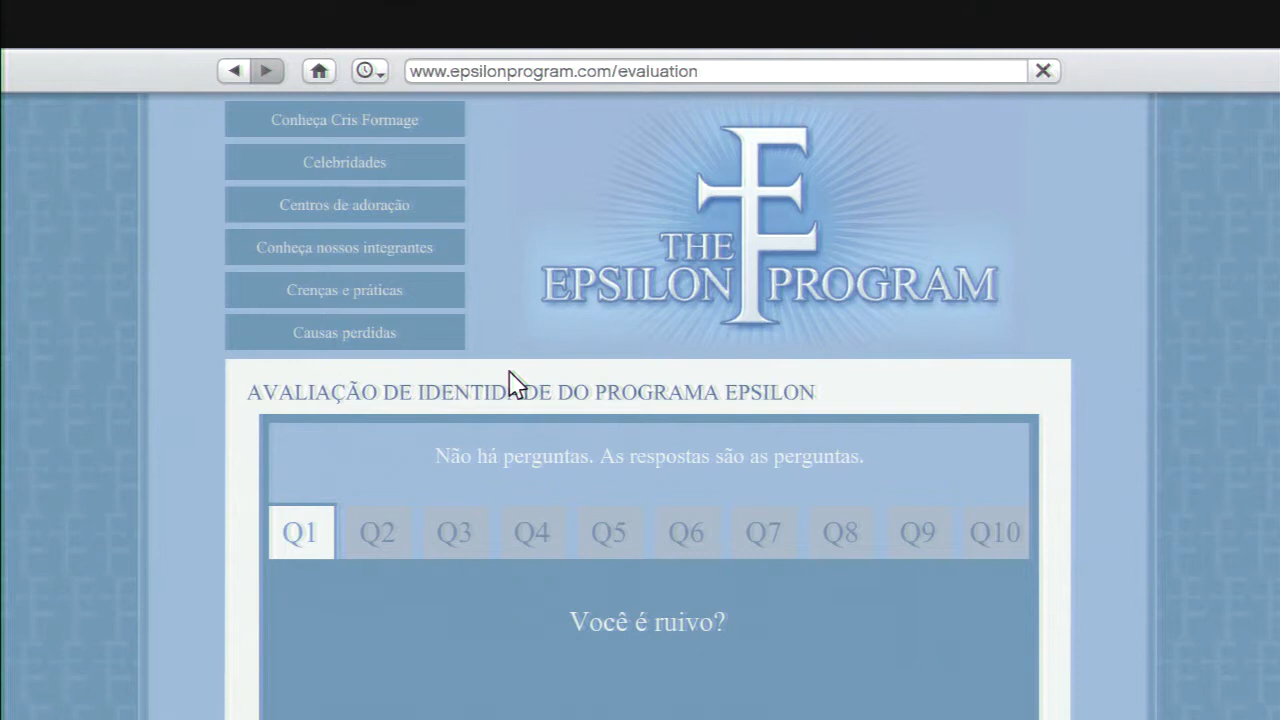 www.epsilonprogram.com/evaluation
Conheça Cris Formage
Celebridades
Centros de adoração
Conheça nossos integrantes
Crenças e práticas
Causas perdidas
THE
EPSILON PROGRAM
AVALIAÇÃO DE IDENTIDADE DO PROGRAMA EPSILON
Não há perguntas. As respostas são as perguntas.
Q1 Q2 Q3 Q4 Q5 Q6 Q7 Q8 Q9 Q10
Você é ruivo?